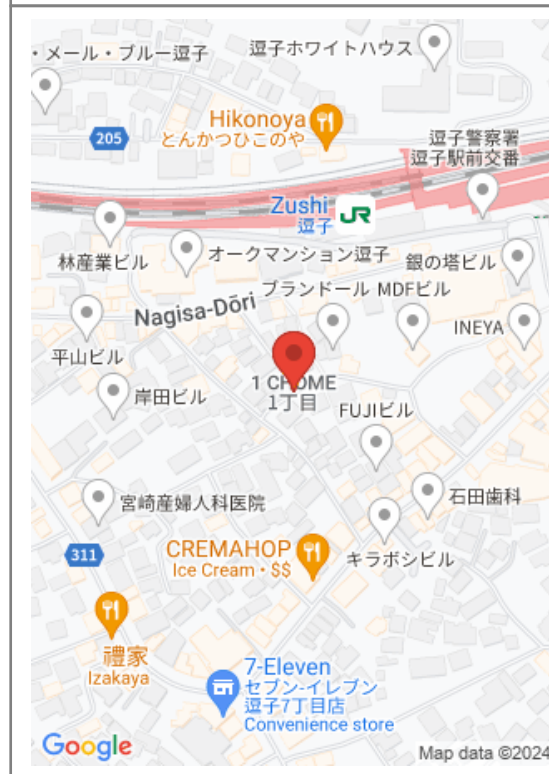 ・メール・ブルー逗子
逗子ホワイトハウス
Hikonoya
とんかつひこのや
205
逗子警察署
逗子駅前交番
Zushi
逗子
JR
林産業ビル
オークマンション逗子
銀の塔ビル
Nagisa-Dōri
ブランドール
MDFビル
INEYA
平山ビル
1 CHOME
1丁目
岸田ビル
FUJIビル
宮崎産婦人科医院
石田歯科
311
CREMAHOP
Ice Cream・$$
キラボシビル
禮家
Izakaya
7-Eleven
セブン-イレブン
逗子7丁目店
Convenience store
Google
Map data ©2024